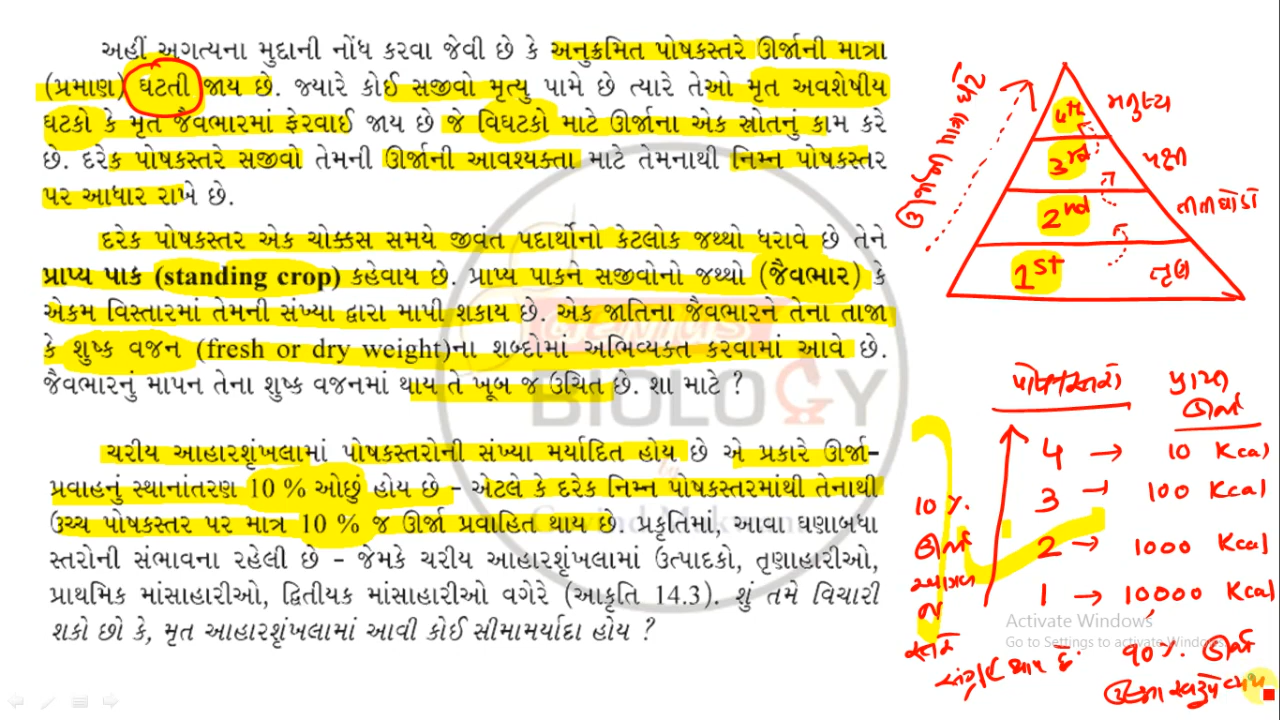 અહીં અગત્યના મુદ્દાની નોંધ કરવા જેવી છે કે અનુક્રમિત પોષકસ્તરે ઊર્જાની માત્રા
(પ્રમાણ) ઘટતી જાય છે. જ્યારે કોઈ સજીવો મૃત્યુ પામે છે ત્યારે તેઓ મૃત અવશેષીય
ઘટકો કે મૃત જૈવભારમાં ફેરવાઈ જાય છે જે વિઘટકો માટે ઊર્જાના એક સ્રોતનું કામ કરે
છે. દરેક પોષકસ્તરે સજીવો તેમની ઊર્જાની આવશ્યક્તા માટે તેમનાથી નિમ્ન પોષકસ્તર
પર આધાર રાખે છે.
દરેક પોષકસ્તર એક ચોક્કસ સમયે જીવંત પદાર્થોનો કેટલોક જથ્થો ધરાવે છે તેને
પ્રાપ્ય પાક (standing crop) કહેવાય છે. પ્રાપ્ય પાકને સજીવોનો જથ્થો (જૈવભાર) કે
એકમ વિસ્તારમાં તેમની સંખ્યા દ્વારા માપી શકાય છે. એક જાતિના જૈવભારને તેના તાજા
કે શુષ્ક વજન (fresh or dry weight)ના શબ્દોમાં અભિવ્યક્ત કરવામાં આવે છે.
જૈવભારનું માપન તેના શુષ્ક વજનમાં થાય તે ખૂબ જ ઉચિત છે. શા માટે ?
ચરીય આહારશૃંખલામાં પોષકસ્તરોની સંખ્યા મર્યાદિત હોય છે એ પ્રકારે ઊર્જા-
પ્રવાહનું સ્થાનાંતરણ 10 % ઓછું હોય છે - એટલે કે દરેક નિમ્ન પોષકસ્તરમાંથી તેનાથી
ઉચ્ચ પોષકસ્તર પર માત્ર 10 % જ ઊર્જા પ્રવાહિત થાય છે. પ્રકૃતિમાં, આવા ઘણાબધા
સ્તરોની સંભાવના રહેલી છે - જેમકે ચરીય આહારશૃંખલામાં ઉત્પાદકો, તૃણાહારીઓ,
પ્રાથમિક માંસાહારીઓ, દ્વિતીયક માંસાહારીઓ વગેરે (આકૃતિ 14.3). શું તમે વિચારી
શકો છો કે, મૃત આહારશૃંખલામાં આવી કોઈ સીમામર્યાદા હોય ?
BIOLOGY
4th મનુષ્ય
3rd પક્ષી
2nd
1st તૃણ
4 → 10 Kcal
3 → 100 Kcal
2 → 1000 Kcal
1 → 10000 Kcal
10%
ઊર્જા
જ
90% ઊર્જા
Activate Windows
Go to Settings to activate Windows.